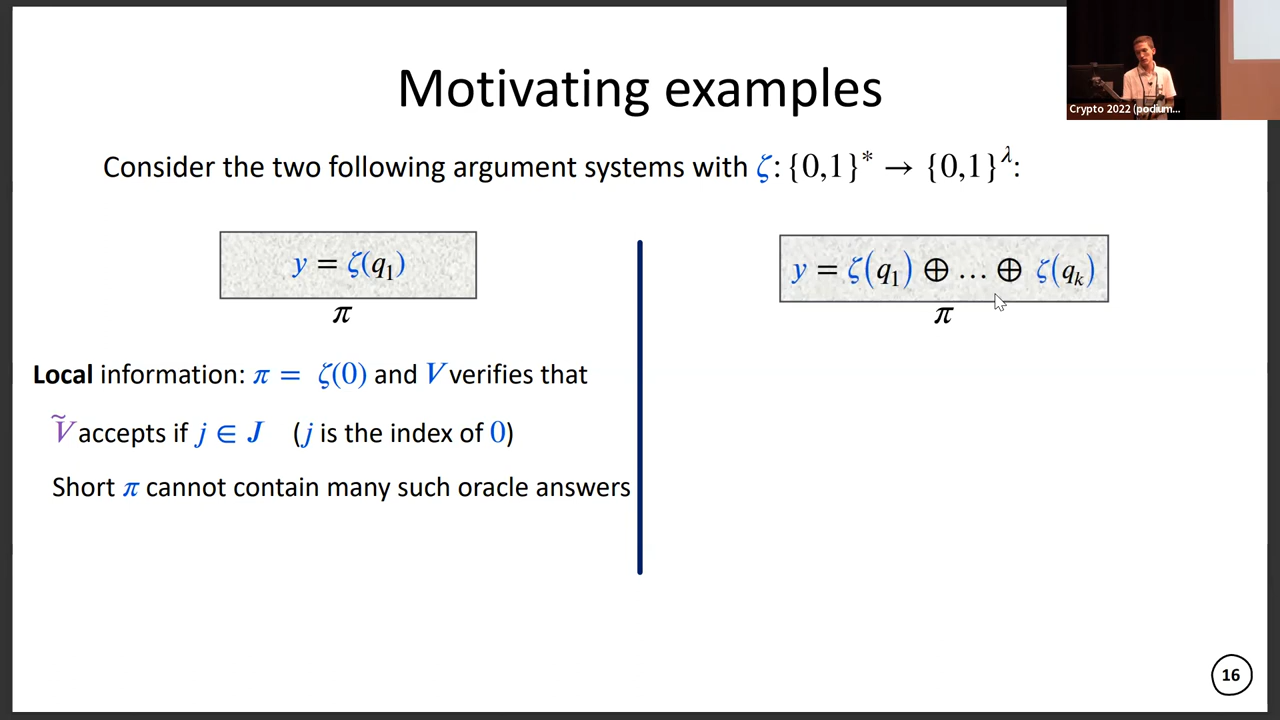 Motivating examples
Crypto 2022 (podium...
Consider the two following argument systems with ζ: {0,1}* → {0,1}^λ:
y = ζ(q₁)
π
Local information: π = ζ(0) and V verifies that
Ṽ accepts if j ∈ J (j is the index of 0)
Short π cannot contain many such oracle answers
y = ζ(q₁) ⊕ … ⊕ ζ(qₖ)
π
16